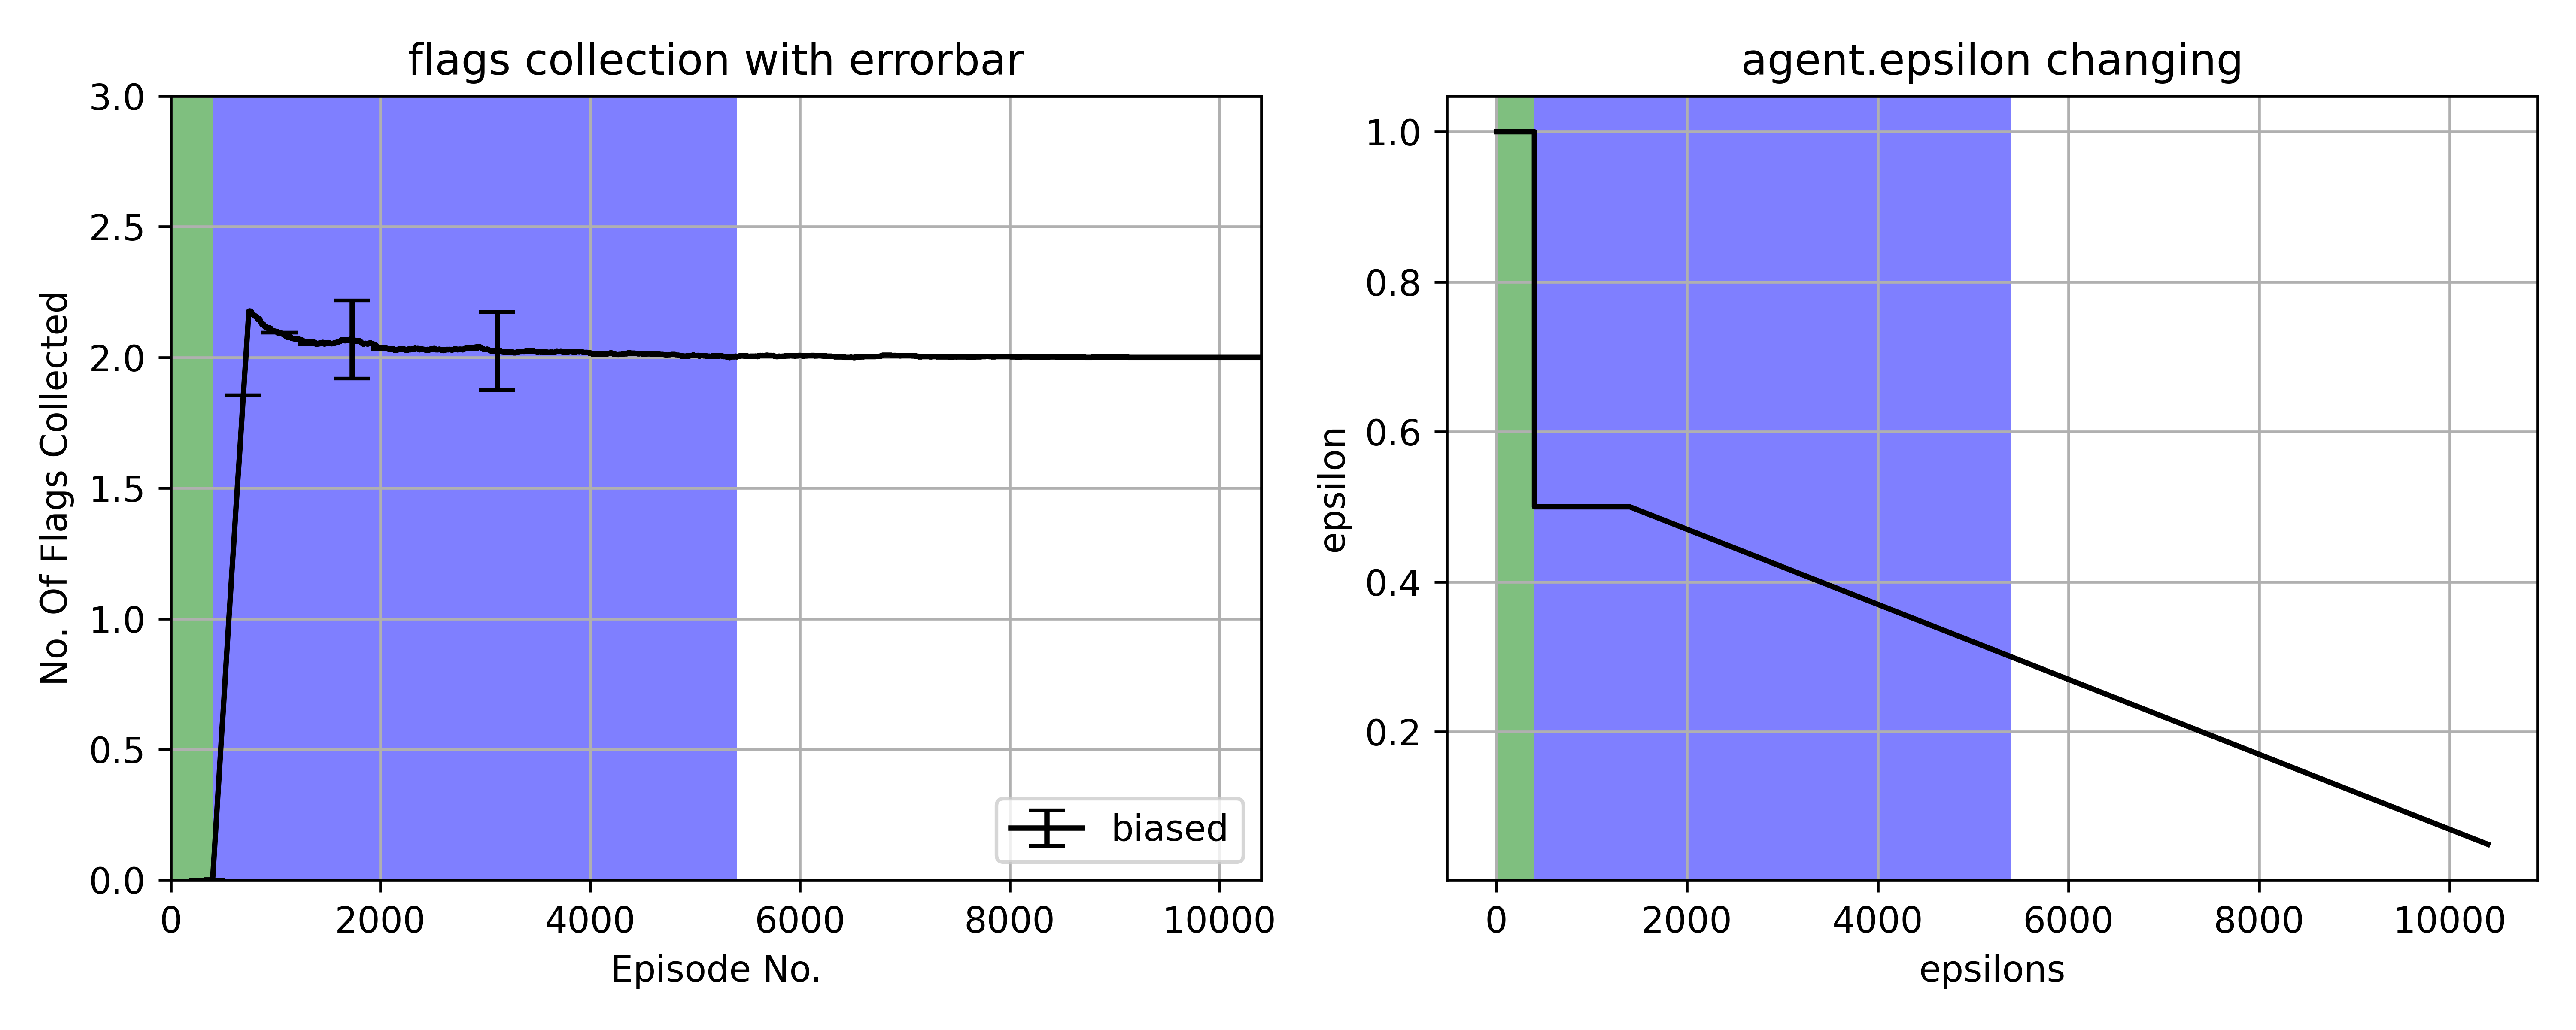 flags collection with errorbar
3.0
2.5
2.0
1.5
1.0
0.5
0.0
No. Of Flags Collected
0 2000 4000 6000 8000 10000
Episode No.
biased
agent.epsilon changing
1.0
0.8
0.6
0.4
0.2
epsilon
0 2000 4000 6000 8000 10000
epsilons